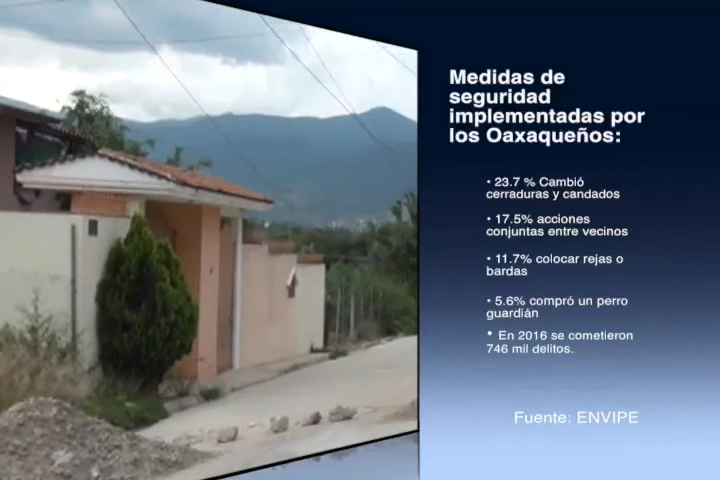 Medidas de
seguridad
implementadas por
los Oaxaqueños:
• 23.7 % Cambió
cerraduras y candados
• 17.5% acciones
conjuntas entre vecinos
• 11.7% colocar rejas o
bardas
• 5.6% compró un perro
guardián
• En 2016 se cometieron
746 mil delitos.
Fuente: ENVIPE